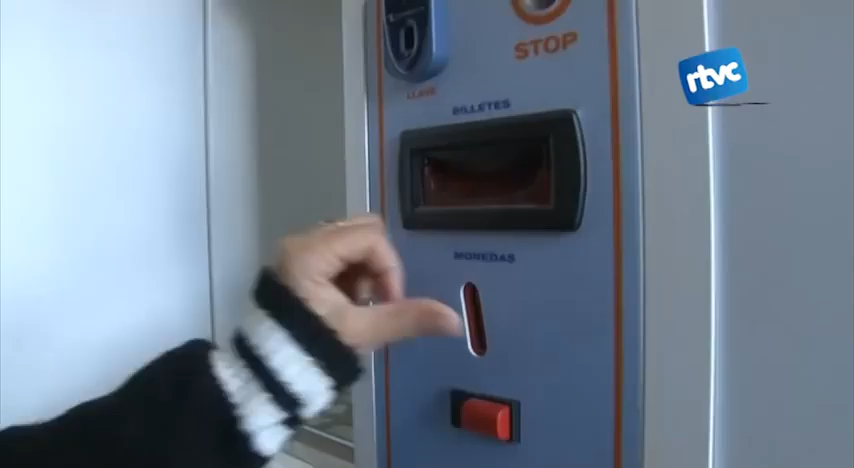 STOP
rtvc
LLAVE
BILLETES
MONEDAS